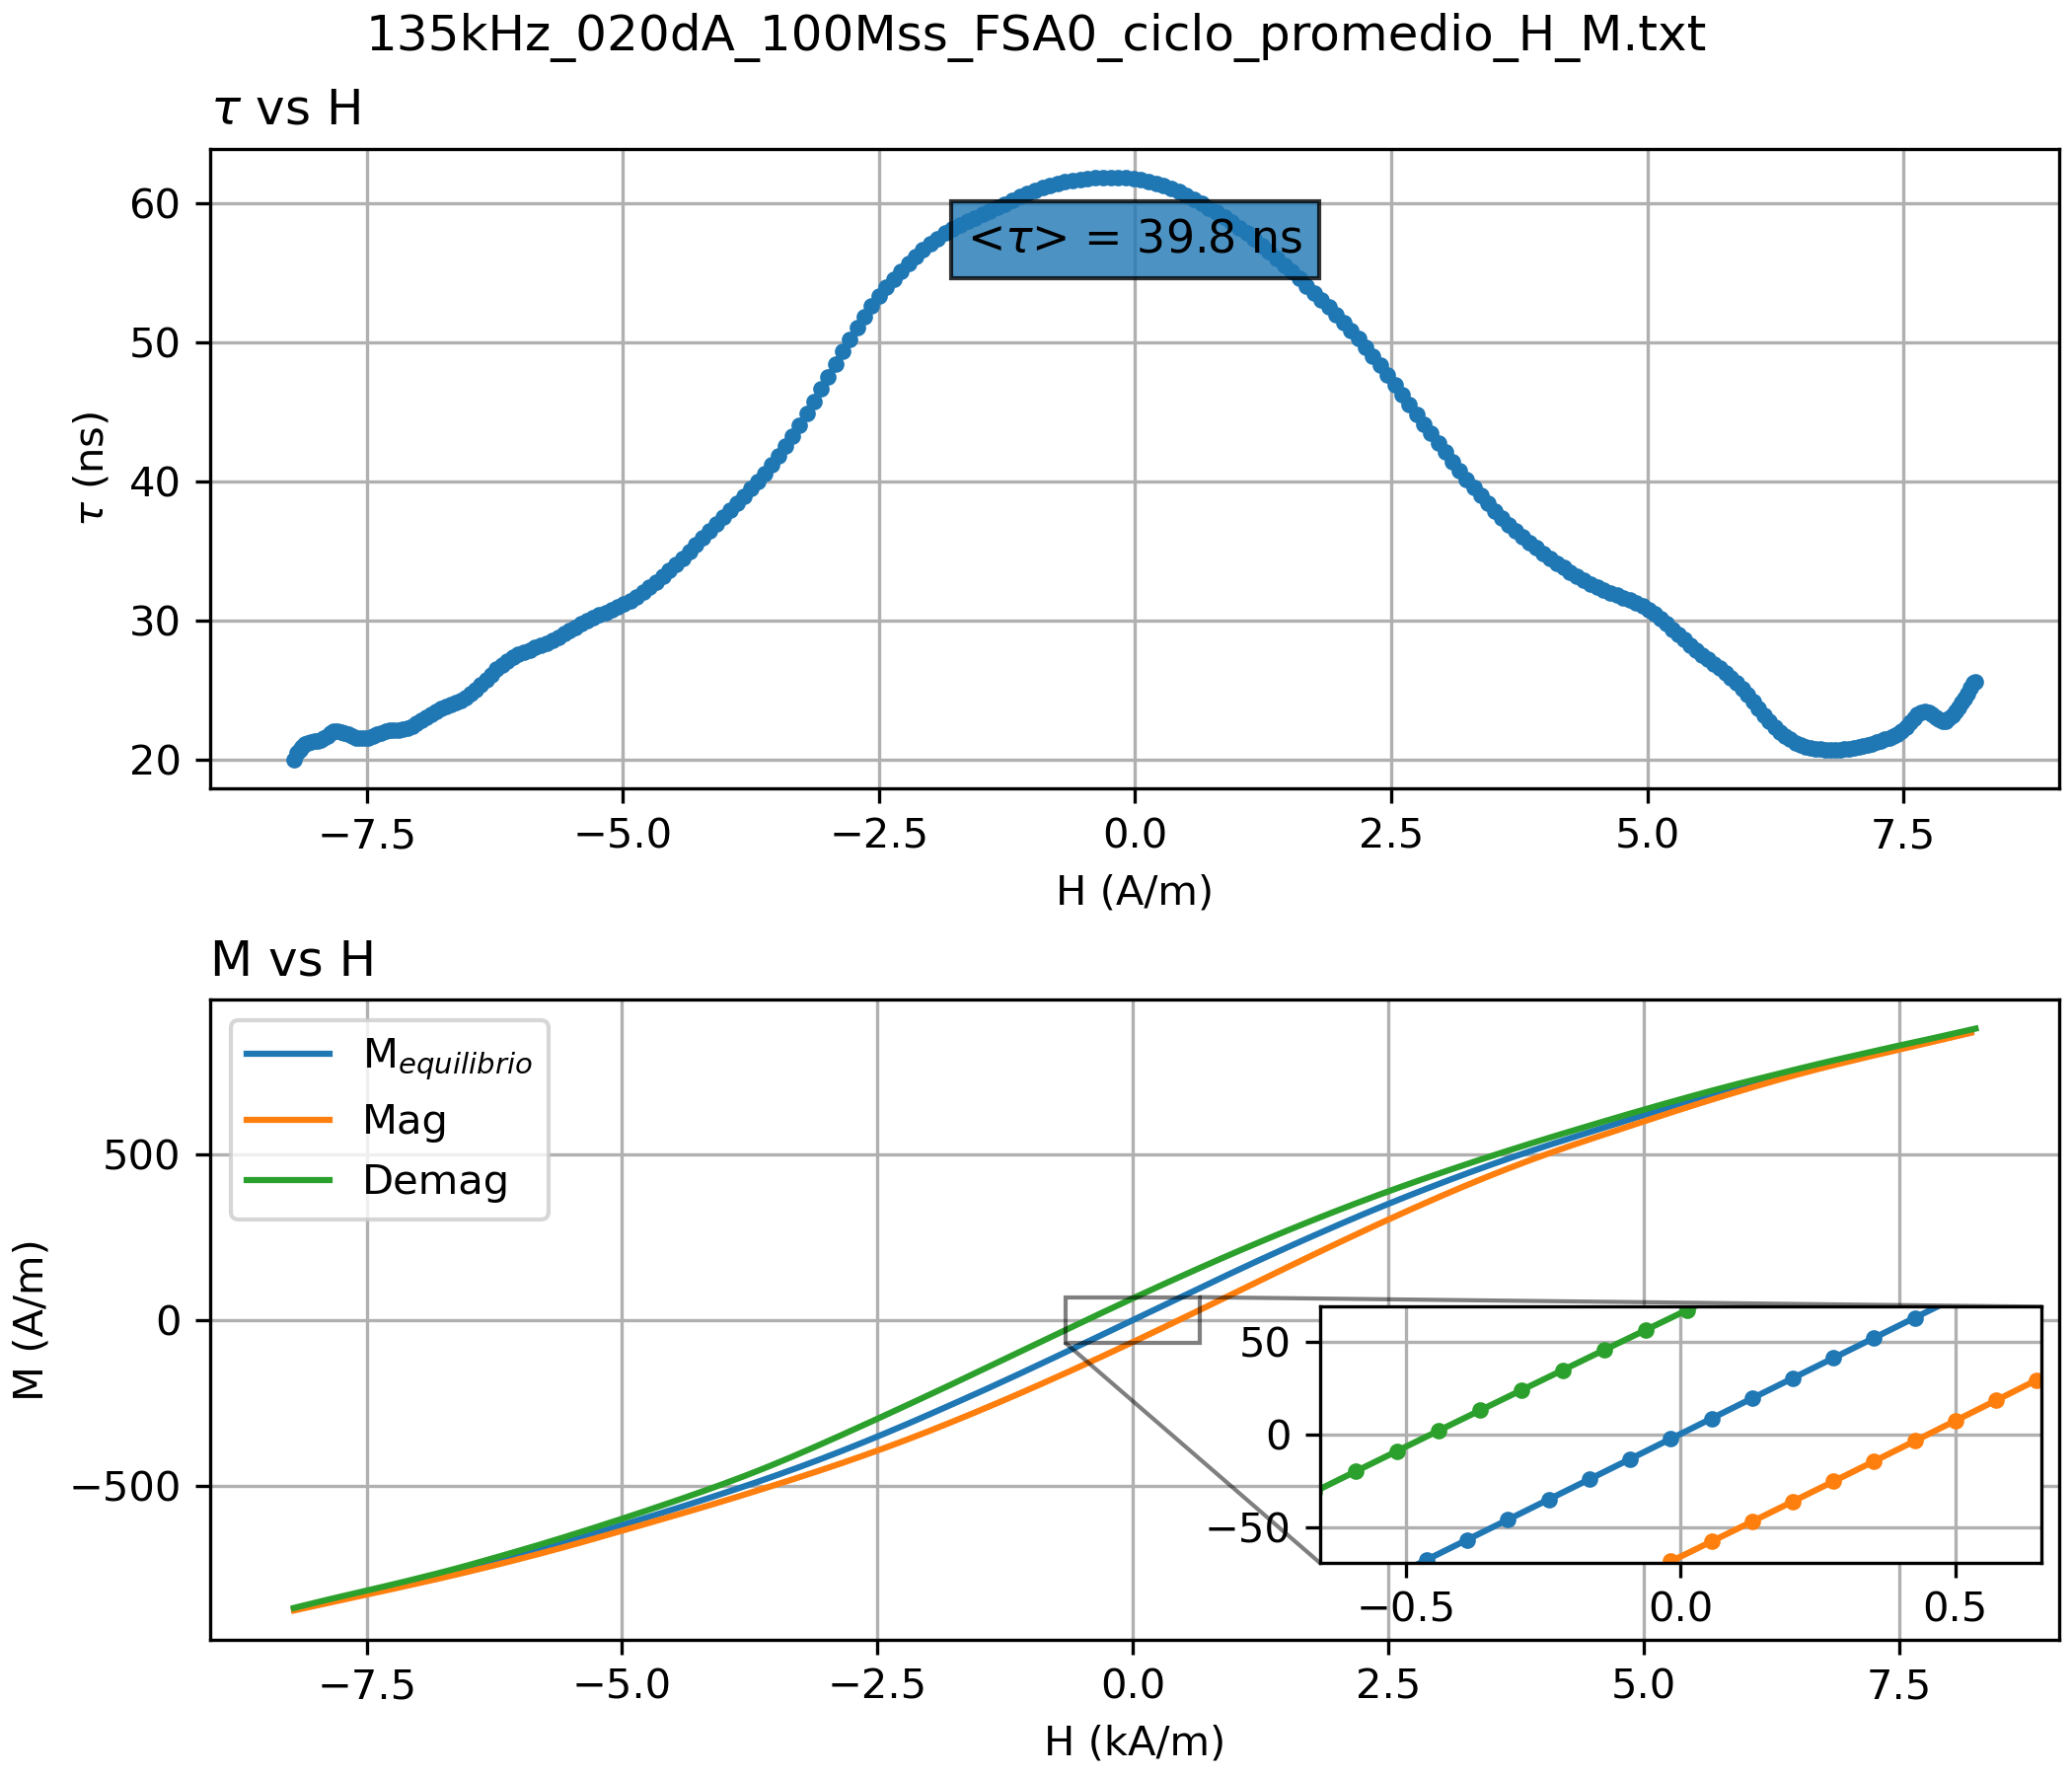 135kHz_020dA_100Mss_FSA0_ciclo_promedio_H_M.txt
τ vs H
60
50
40
30
20
τ (ns)
<τ> = 39.8 ns
−7.5 −5.0 −2.5 0.0 2.5 5.0 7.5
H (A/m)
M vs H
M_equilibrio
Mag
Demag
500
0
−500
M (A/m)
50
0
−50
−0.5 0.0 0.5
−7.5 −5.0 −2.5 0.0 2.5 5.0 7.5
H (kA/m)